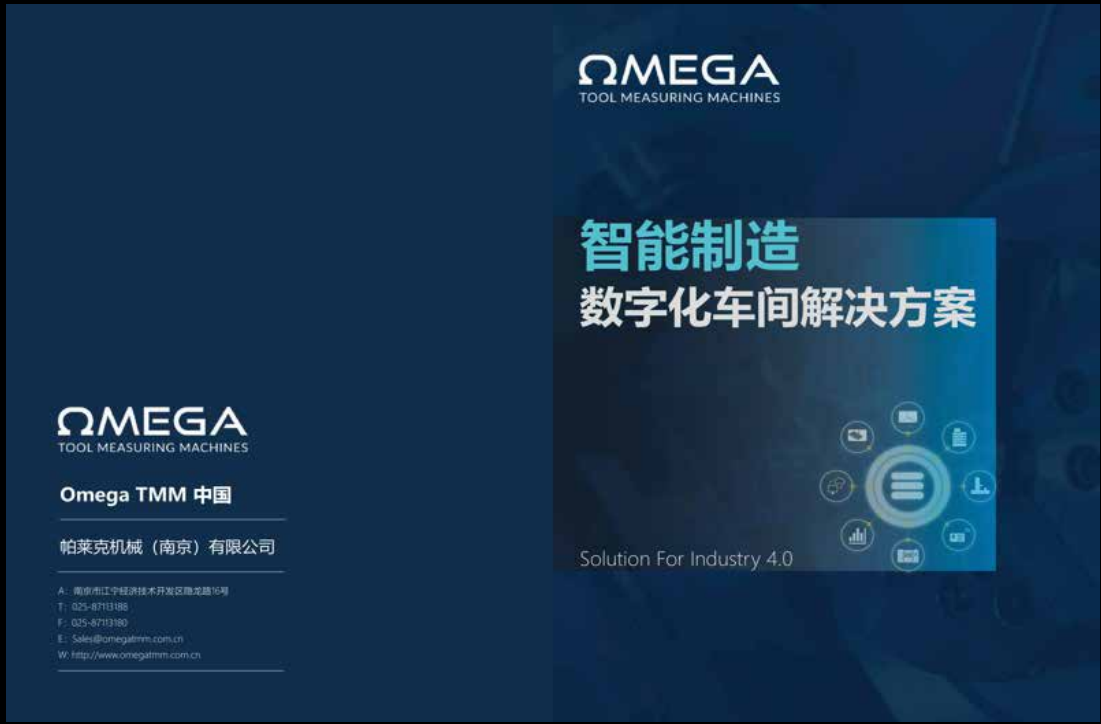 ΩMEGA
TOOL MEASURING MACHINES
Omega TMM 中国
帕莱克机械（南京）有限公司
A: 南京市江宁经济技术开发区隐龙路16号
T: 025-87113188
F: 025-87113180
E: Sales@omegatmm.com.cn
W: http://www.omegatmm.com.cn
ΩMEGA
TOOL MEASURING MACHINES
智能制造
数字化车间解决方案
Solution For Industry 4.0